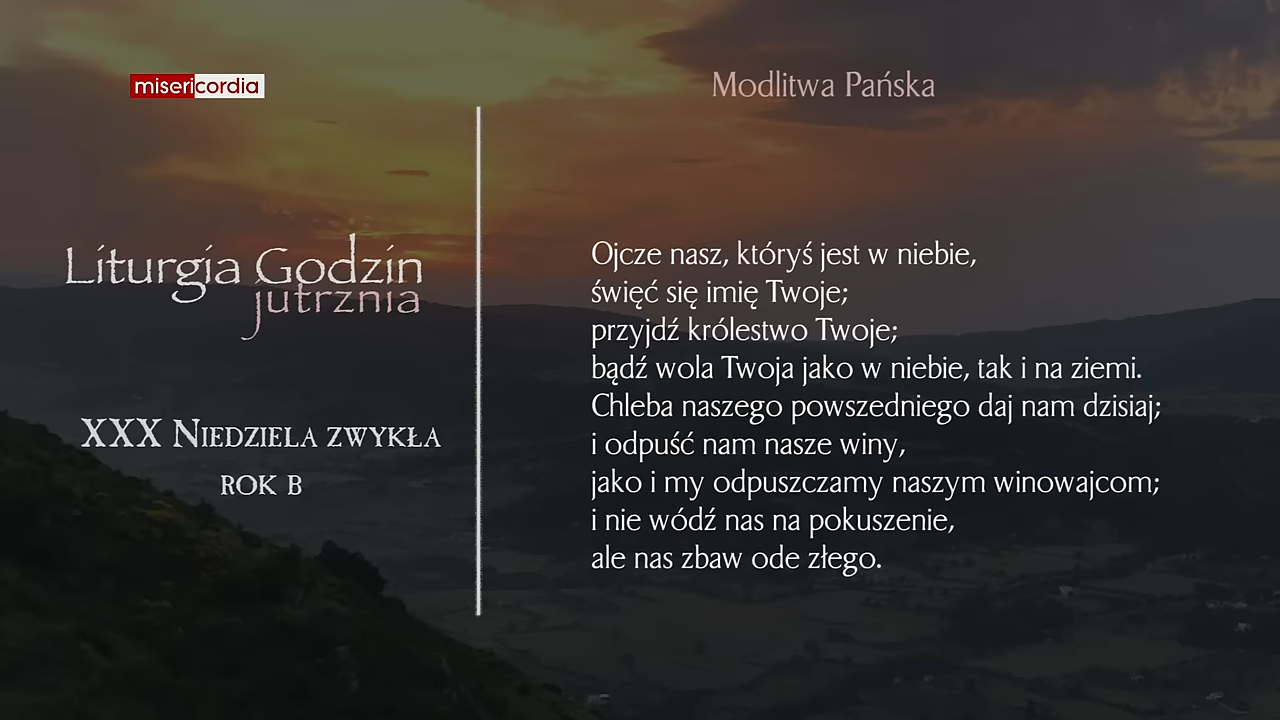 misericordia
Liturgia Godzin
jutrznia
XXX Niedziela zwykła
rok B
Modlitwa Pańska
Ojcze nasz, któryś jest w niebie,
święć się imię Twoje;
przyjdź królestwo Twoje;
bądź wola Twoja jako w niebie, tak i na ziemi.
Chleba naszego powszedniego daj nam dzisiaj;
i odpuść nam nasze winy,
jako i my odpuszczamy naszym winowajcom;
i nie wódź nas na pokuszenie,
ale nas zbaw ode złego.